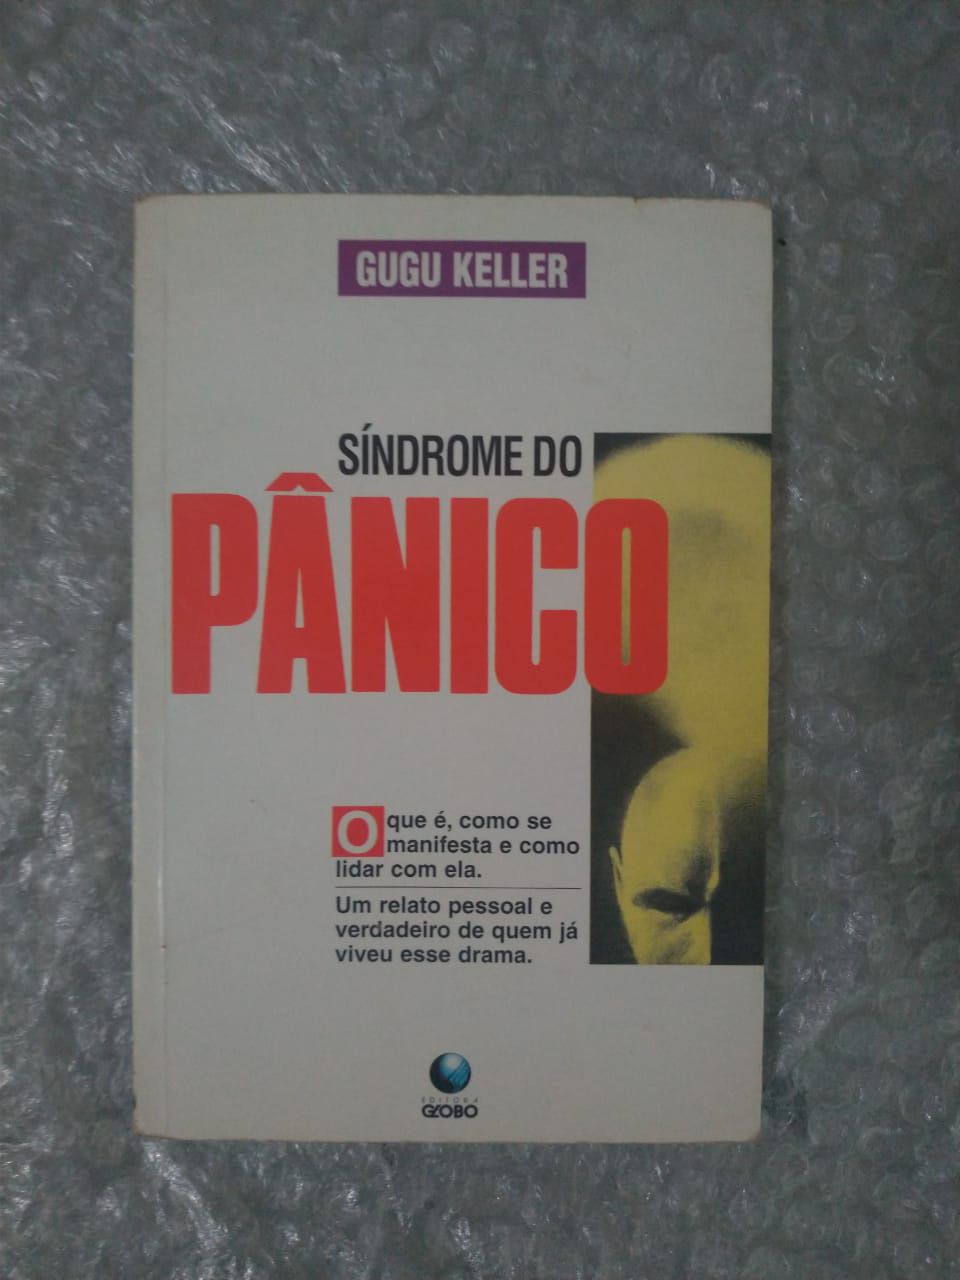 GUGU KELLER
SÍNDROME DO
PÂNICO
O que é, como se
manifesta e como
lidar com ela.
Um relato pessoal e
verdadeiro de quem já
viveu esse drama.
EDITORA
GLOBO